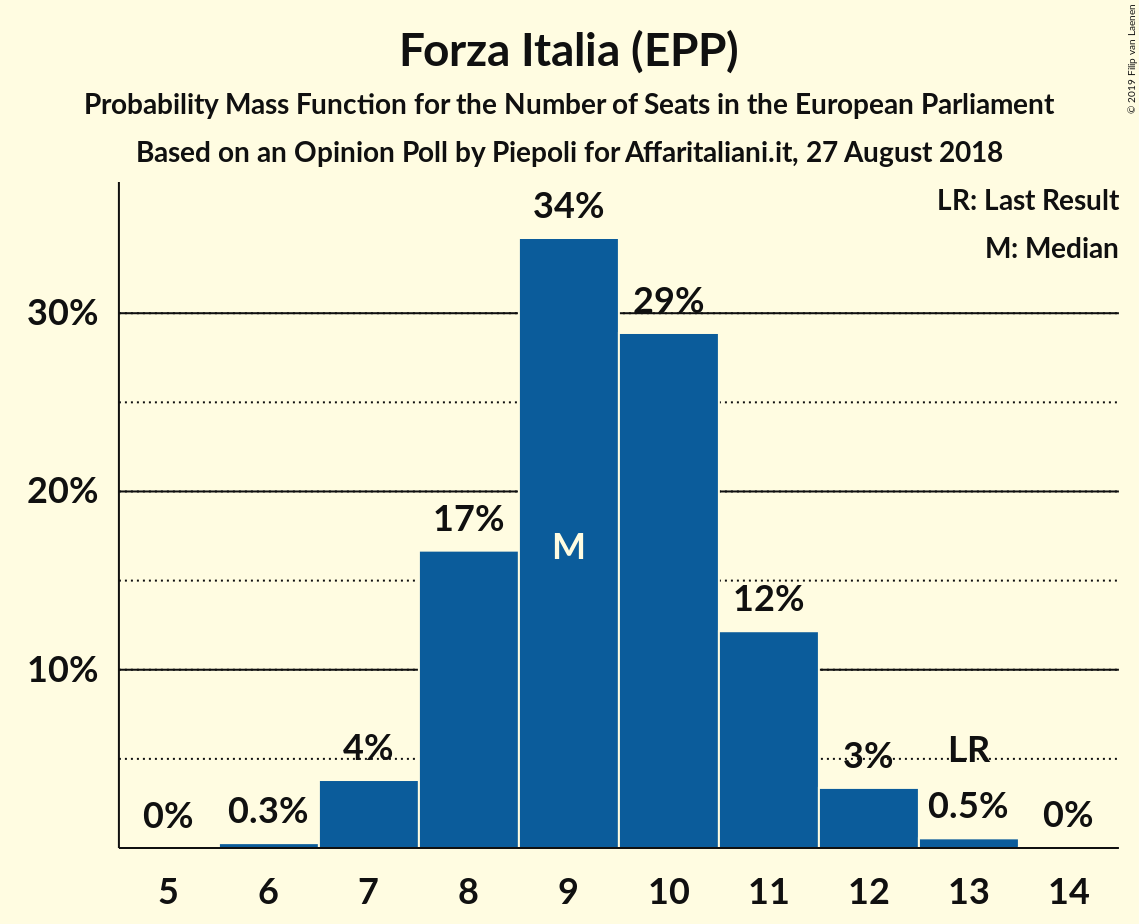 Forza Italia (EPP)
Probability Mass Function for the Number of Seats in the European Parliament
Based on an Opinion Poll by Piepoli for Affaritaliani.it, 27 August 2018
© 2019 Filip van Laenen
LR: Last Result
M: Median
34%
29%
30%
20%
17%
M
12%
10%
4%
3%
LR
0%
0.3%
0.5%
0%
5 6 7 8 9 10 11 12 13 14